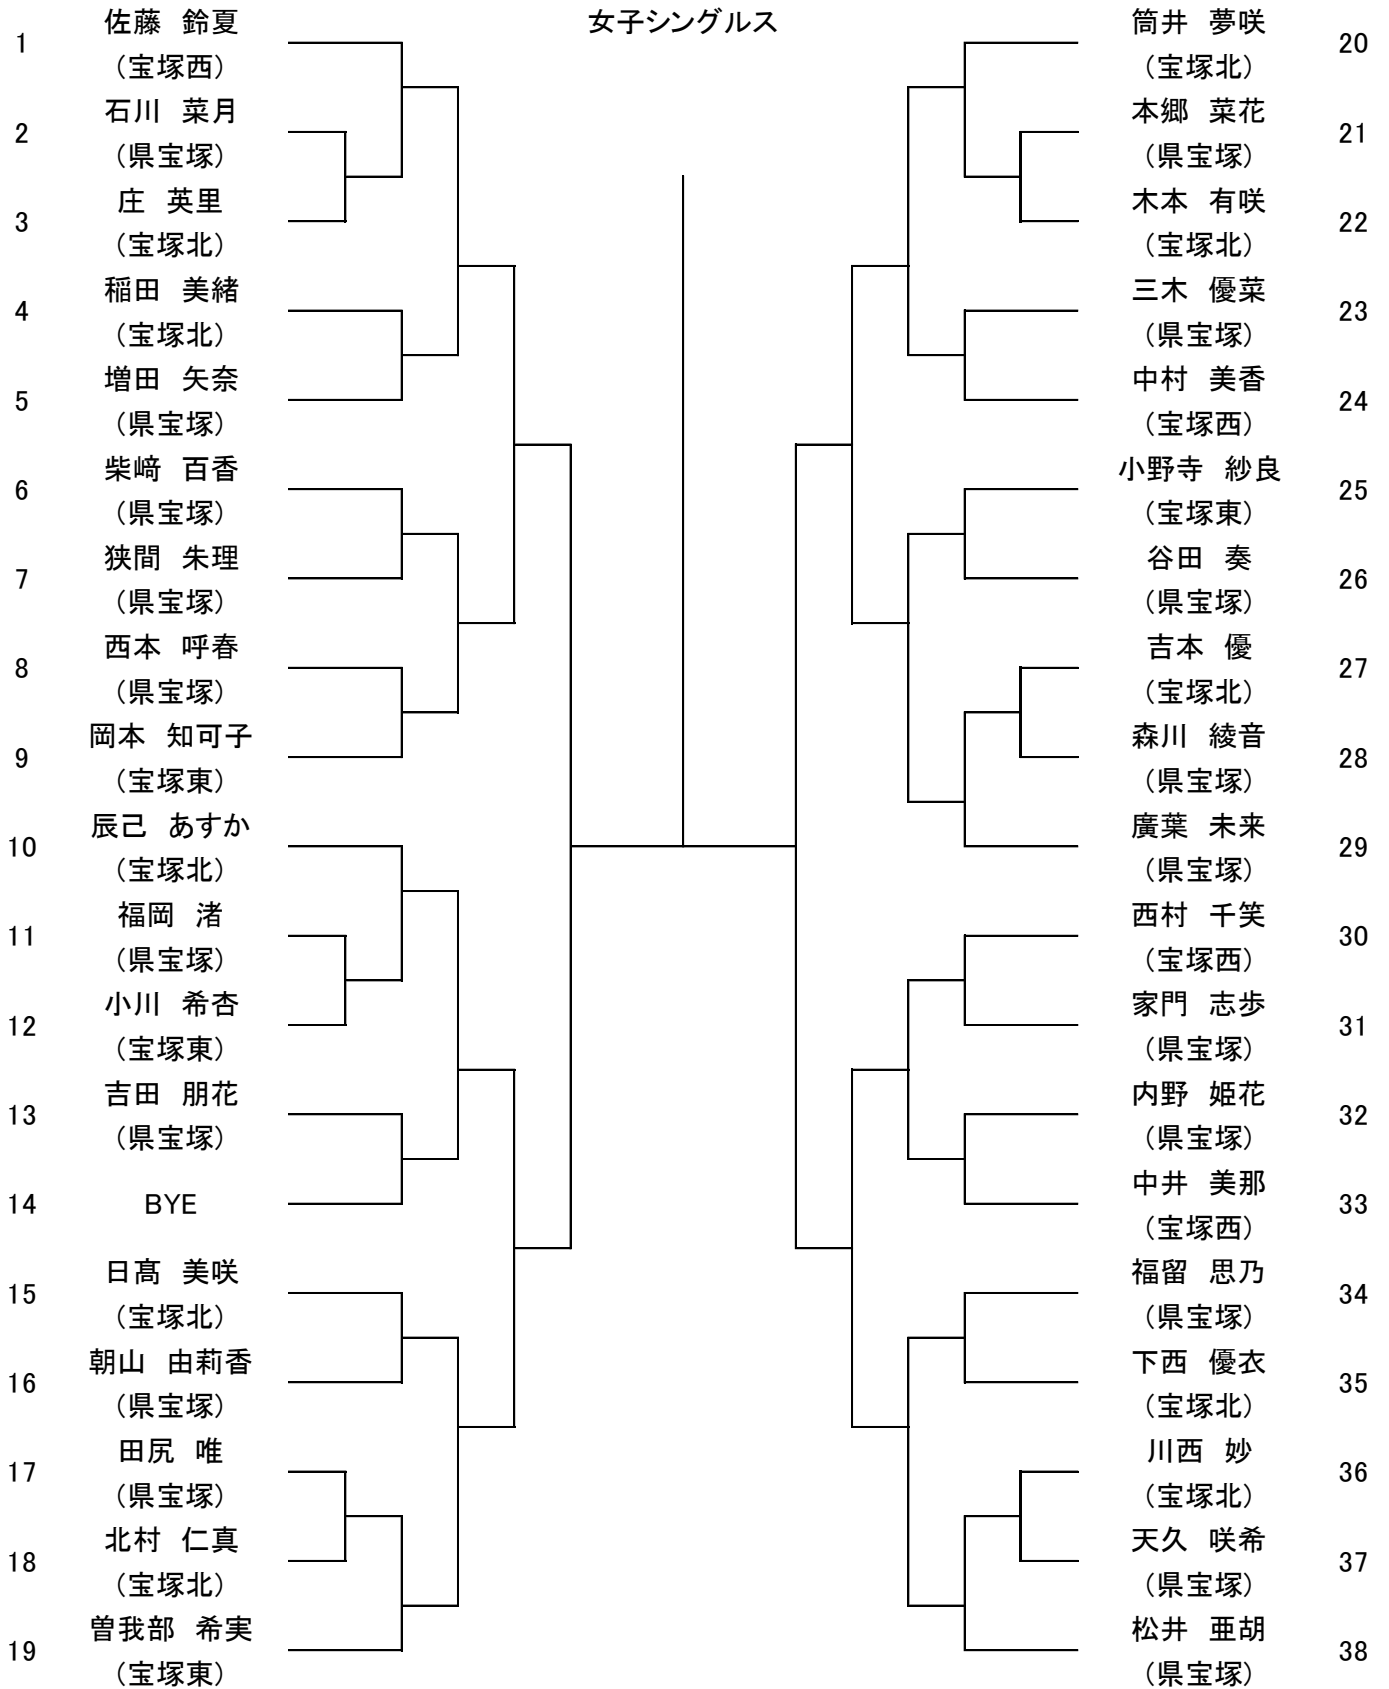 女子シングルス
1 佐藤 鈴夏
(宝塚西)
2 石川 菜月
(県宝塚)
3 庄 英里
(宝塚北)
4 稲田 美緒
(宝塚北)
5 増田 矢奈
(県宝塚)
6 柴﨑 百香
(県宝塚)
7 狭間 朱理
(県宝塚)
8 西本 呼春
(県宝塚)
9 岡本 知可子
(宝塚東)
10 辰己 あすか
(宝塚北)
11 福岡 渚
(県宝塚)
12 小川 希杏
(宝塚東)
13 吉田 朋花
(県宝塚)
14 BYE
15 日髙 美咲
(宝塚北)
16 朝山 由莉香
(県宝塚)
17 田尻 唯
(県宝塚)
18 北村 仁真
(宝塚北)
19 曽我部 希実
(宝塚東)
筒井 夢咲 20
(宝塚北)
本郷 菜花 21
(県宝塚)
木本 有咲 22
(宝塚北)
三木 優菜 23
(県宝塚)
中村 美香 24
(宝塚西)
小野寺 紗良 25
(宝塚東)
谷田 奏 26
(県宝塚)
吉本 優 27
(宝塚北)
森川 綾音 28
(県宝塚)
廣葉 未来 29
(県宝塚)
西村 千笑 30
(宝塚西)
家門 志歩 31
(県宝塚)
内野 姫花 32
(県宝塚)
中井 美那 33
(宝塚西)
福留 思乃 34
(県宝塚)
下西 優衣 35
(宝塚北)
川西 妙 36
(宝塚北)
天久 咲希 37
(県宝塚)
松井 亜胡 38
(県宝塚)